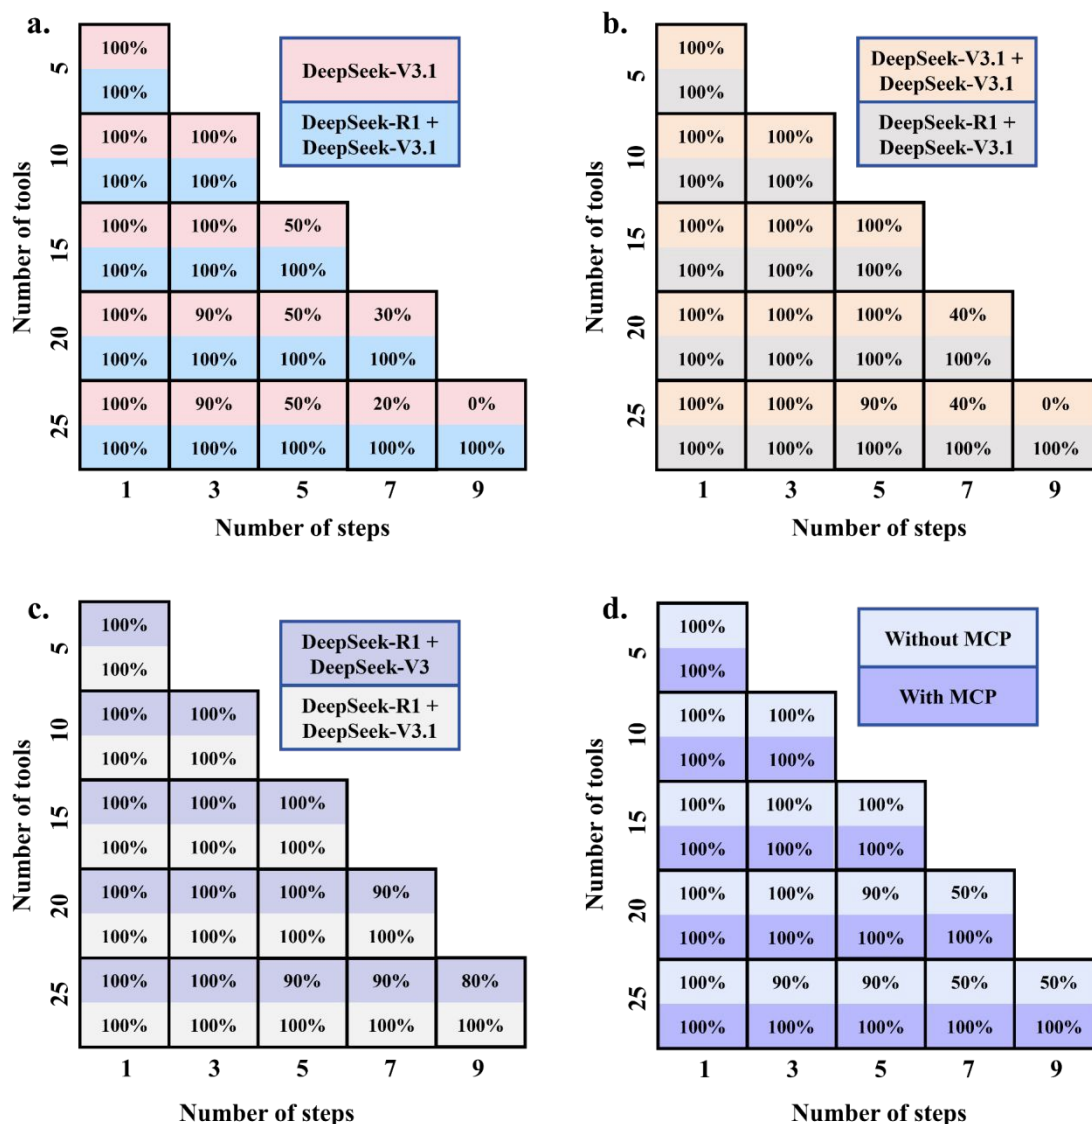 a.
100%
DeepSeek-V3.1
5
100%
DeepSeek-R1 +
DeepSeek-V3.1
100% 100%
10
100% 100%
100% 100% 50%
15
100% 100% 100%
100% 90% 50% 30%
20
100% 100% 100% 100%
100% 90% 50% 20% 0%
25
100% 100% 100% 100% 100%
Number of tools
1 3 5 7 9
Number of steps
b.
100%
DeepSeek-V3.1 +
DeepSeek-V3.1
5
100%
DeepSeek-R1 +
DeepSeek-V3.1
100% 100%
10
100% 100%
100% 100% 100%
15
100% 100% 100%
100% 100% 100% 40%
20
100% 100% 100% 100%
100% 100% 90% 40% 0%
25
100% 100% 100% 100% 100%
Number of tools
1 3 5 7 9
Number of steps
c.
100%
DeepSeek-R1 +
DeepSeek-V3
5
100%
DeepSeek-R1 +
DeepSeek-V3.1
100% 100%
10
100% 100%
100% 100% 100%
15
100% 100% 100%
100% 100% 100% 90%
20
100% 100% 100% 100%
100% 100% 90% 90% 80%
25
100% 100% 100% 100% 100%
Number of tools
1 3 5 7 9
Number of steps
d.
100%
Without MCP
5
100%
With MCP
100% 100%
10
100% 100%
100% 100% 100%
15
100% 100% 100%
100% 100% 90% 50%
20
100% 100% 100% 100%
100% 90% 90% 50% 50%
25
100% 100% 100% 100% 100%
Number of tools
1 3 5 7 9
Number of steps